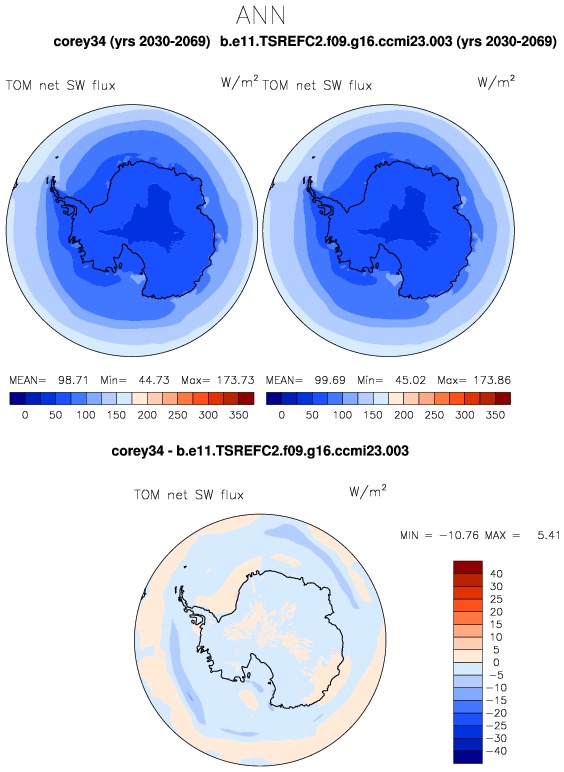 ANN
corey34 (yrs 2030-2069) b.e11.TSREFC2.f09.g16.ccmi23.003 (yrs 2030-2069)
TOM net SW flux W/m² TOM net SW flux W/m²
MEAN= 98.71 Min= 44.73 Max= 173.73 MEAN= 99.69 Min= 45.02 Max= 173.86
0 50 100 150 200 250 300 350 0 50 100 150 200 250 300 350
corey34 - b.e11.TSREFC2.f09.g16.ccmi23.003
TOM net SW flux W/m²
MIN = -10.76 MAX = 5.41
40
30
25
20
15
10
5
0
-5
-10
-15
-20
-25
-30
-40